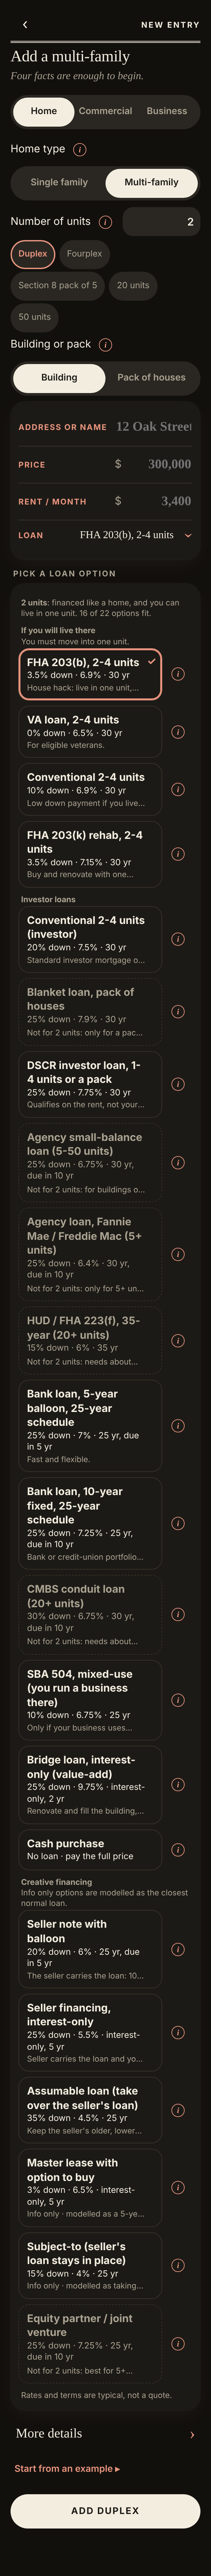 NEW ENTRY
Add a multi-family
Four facts are enough to begin.
Home
Commercial
Business
Home type i
Single family
Multi-family
Number of units i
2
Duplex
Fourplex
Section 8 pack of 5
20 units
50 units
Building or pack i
Building
Pack of houses
ADDRESS OR NAME 12 Oak Street
PRICE $ 300,000
RENT / MONTH $ 3,400
LOAN FHA 203(b), 2-4 units
PICK A LOAN OPTION
2 units: financed like a home, and you can
live in one unit. 16 of 22 options fit.
If you will live there
You must move into one unit.
FHA 203(b), 2-4 units
3.5% down · 6.9% · 30 yr
House hack: live in one unit,...
i
VA loan, 2-4 units
0% down · 6.5% · 30 yr
For eligible veterans.
i
Conventional 2-4 units
10% down · 6.9% · 30 yr
Low down payment if you live...
i
FHA 203(k) rehab, 2-4
units
3.5% down · 7.15% · 30 yr
Buy and renovate with one...
i
Investor loans
Conventional 2-4 units
(investor)
20% down · 7.5% · 30 yr
Standard investor mortgage o...
i
Blanket loan, pack of
houses
25% down · 7.9% · 30 yr
Not for 2 units: only for a pac...
i
DSCR investor loan, 1-
4 units or a pack
25% down · 7.75% · 30 yr
Qualifies on the rent, not your...
i
Agency small-balance
loan (5-50 units)
25% down · 6.75% · 30 yr,
due in 10 yr
Not for 2 units: for buildings o...
i
Agency loan, Fannie
Mae / Freddie Mac (5+
units)
25% down · 6.4% · 30 yr,
due in 10 yr
Not for 2 units: only for 5+ un...
i
HUD / FHA 223(f), 35-
year (20+ units)
15% down · 6% · 35 yr
Not for 2 units: needs about...
i
Bank loan, 5-year
balloon, 25-year
schedule
25% down · 7% · 25 yr, due
in 5 yr
Fast and flexible.
i
Bank loan, 10-year
fixed, 25-year
schedule
25% down · 7.25% · 25 yr,
due in 10 yr
Bank or credit-union portfolio...
i
CMBS conduit loan
(20+ units)
30% down · 6.75% · 30 yr,
due in 10 yr
Not for 2 units: needs about...
i
SBA 504, mixed-use
(you run a business
there)
10% down · 6.75% · 25 yr
Only if your business uses...
i
Bridge loan, interest-
only (value-add)
25% down · 9.75% · interest-
only, 2 yr
Renovate and fill the building,...
i
Cash purchase
No loan · pay the full price
i
Creative financing
Info only options are modelled as the closest
normal loan.
Seller note with
balloon
20% down · 6% · 25 yr, due
in 5 yr
The seller carries the loan: 10...
i
Seller financing,
interest-only
25% down · 5.5% · interest-
only, 5 yr
Seller carries the loan and yo...
i
Assumable loan (take
over the seller's loan)
35% down · 4.5% · 25 yr
Keep the seller's older, lower...
i
Master lease with
option to buy
3% down · 6.5% · interest-
only, 5 yr
Info only · modelled as a 5-ye...
i
Subject-to (seller's
loan stays in place)
15% down · 4% · 25 yr
Info only · modelled as taking...
i
Equity partner / joint
venture
25% down · 7.25% · 25 yr,
due in 10 yr
Not for 2 units: best for 5+...
i
Rates and terms are typical, not a quote.
More details
Start from an example ▸
ADD DUPLEX